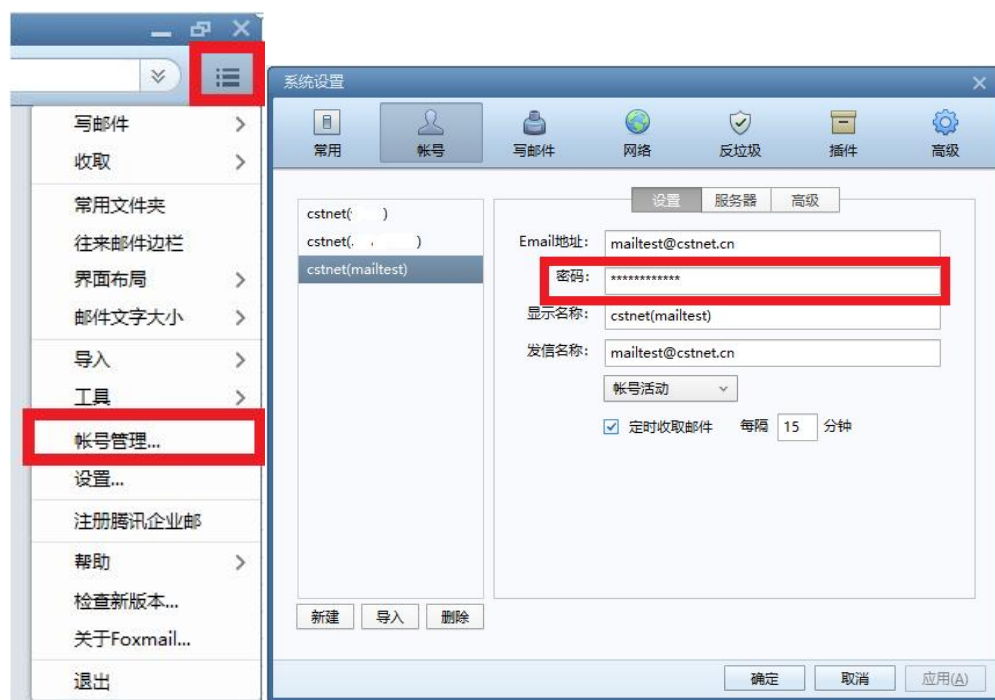 写邮件
收取
常用文件夹
往来邮件边栏
界面布局
邮件文字大小
导入
工具
帐号管理...
设置...
注册腾讯企业邮
帮助
检查新版本...
关于Foxmail...
退出
系统设置
常用 帐号 写邮件 网络 反垃圾 插件 高级
设置 服务器 高级
cstnet( )
cstnet( )
cstnet(mailtest)
Email地址: mailtest@cstnet.cn
密码: ************
显示名称: cstnet(mailtest)
发信名称: mailtest@cstnet.cn
帐号活动
定时收取邮件 每隔 15 分钟
新建 导入 删除
确定 取消 应用(A)